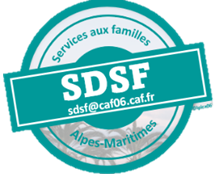 Services aux familles
SDSF
sdsf@caf06.caf.fr
Alpes-Maritimes